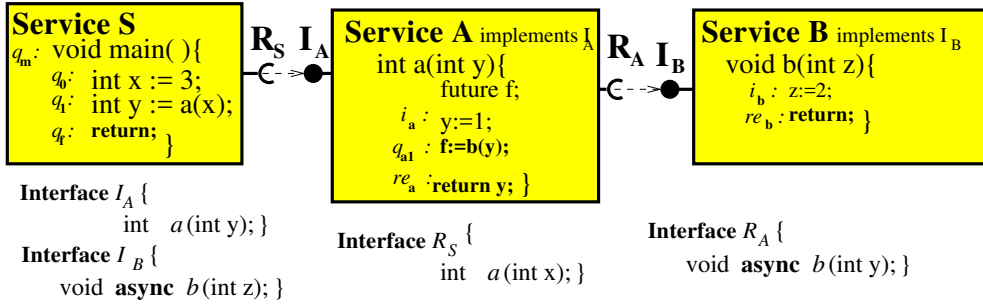 Service S
q_m: void main( ){
q_0: int x := 3;
q_1: int y := a(x);
q_f: return;
}
R_S I_A
Service A implements I_A
int a(int y){
future f;
i_a : y:=1;
q_a1 : f:=b(y);
re_a :return y; }
R_A I_B
Service B implements I_B
void b(int z){
i_b : z:=2;
re_b :return; }
Interface I_A {
int a(int y); }
Interface I_B {
void async b(int z); }
Interface R_S {
int a(int x); }
Interface R_A {
void async b(int y); }